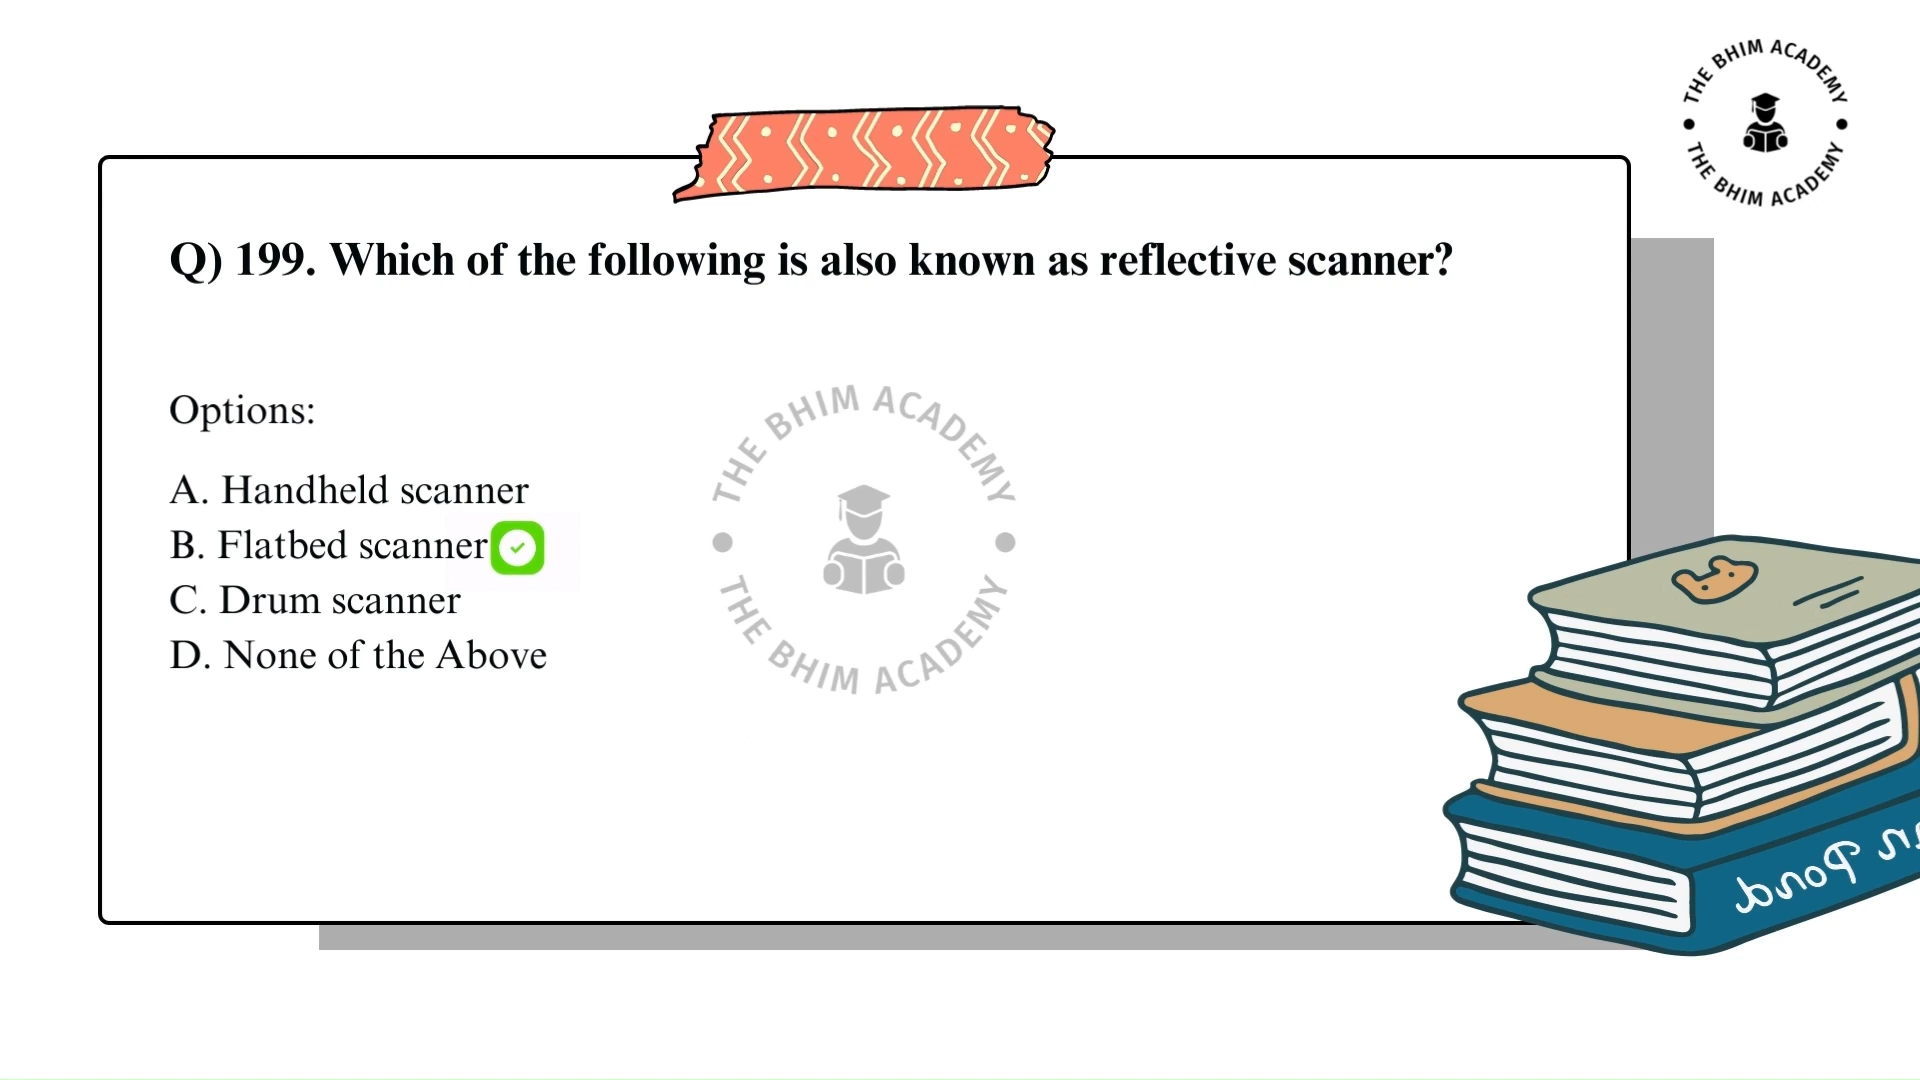 THE BHIM ACADEMY
THE BHIM ACADEMY
Q) 199. Which of the following is also known as reflective scanner?
Options:
A. Handheld scanner
B. Flatbed scanner
C. Drum scanner
D. None of the Above
THE BHIM ACADEMY
THE BHIM ACADEMY
Pond